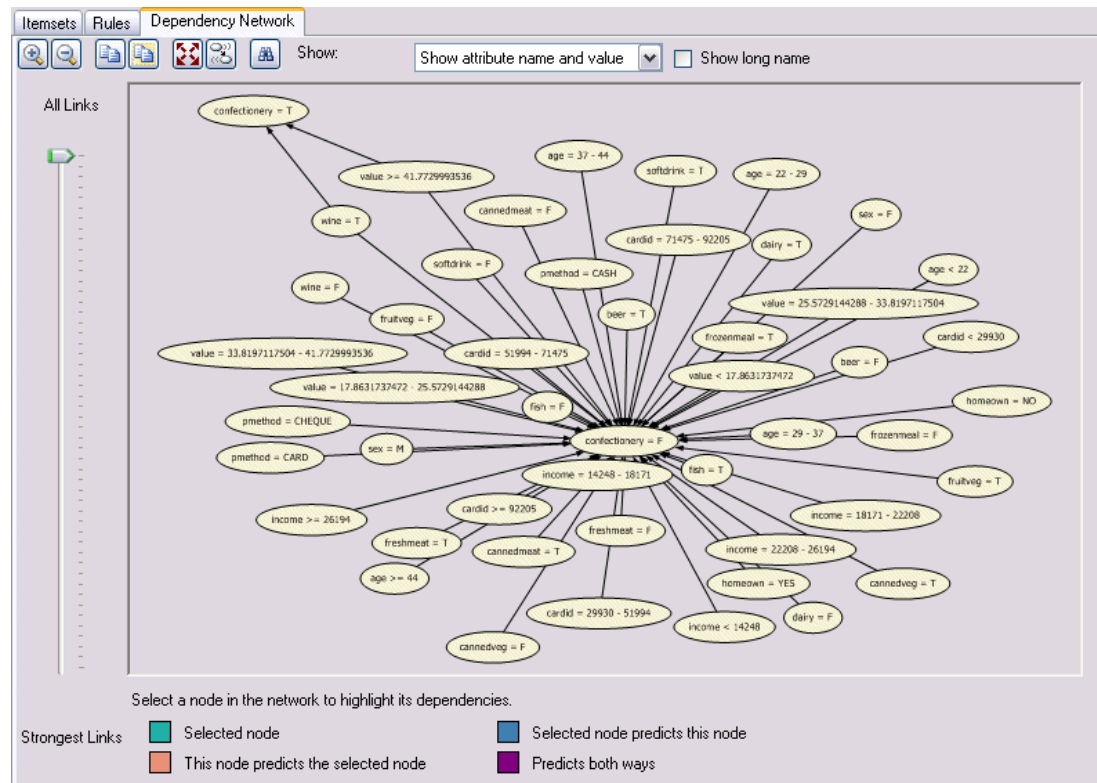 Itemsets Rules Dependency Network
Show: Show attribute name and value Show long name
All Links
confectionery = T
age = 37 - 44
softdrink = T
age = 22 - 29
value >= 41.7729993536
cannedmeat = F
sex = F
wine = T
cardid = 71475 - 92205
dairy = T
softdrink = F
pmethod = CASH
age < 22
wine = F
value = 25.5729144288 - 33.8197117504
fruitveg = F
beer = T
frozenmeal = T
cardid < 29930
value = 33.8197117504 - 41.7729993536
cardid = 51994 - 71475
beer = F
value < 17.8631737472
value = 17.8631737472 - 25.5729144288
fish = F
homeown = NO
pmethod = CHEQUE
confectionery = F
age = 29 - 37
frozenmeal = F
sex = M
pmethod = CARD
income = 14248 - 18171
fish = T
fruitveg = T
cardid >= 92205
income >= 26194
income = 18171 - 22208
freshmeat = T
freshmeat = F
cannedmeat = T
income = 22208 - 26194
age >= 44
homeown = YES
cannedveg = T
cardid = 29930 - 51994
income < 14248
dairy = F
cannedveg = F
Select a node in the network to highlight its dependencies.
Strongest Links
Selected node
Selected node predicts this node
This node predicts the selected node
Predicts both ways